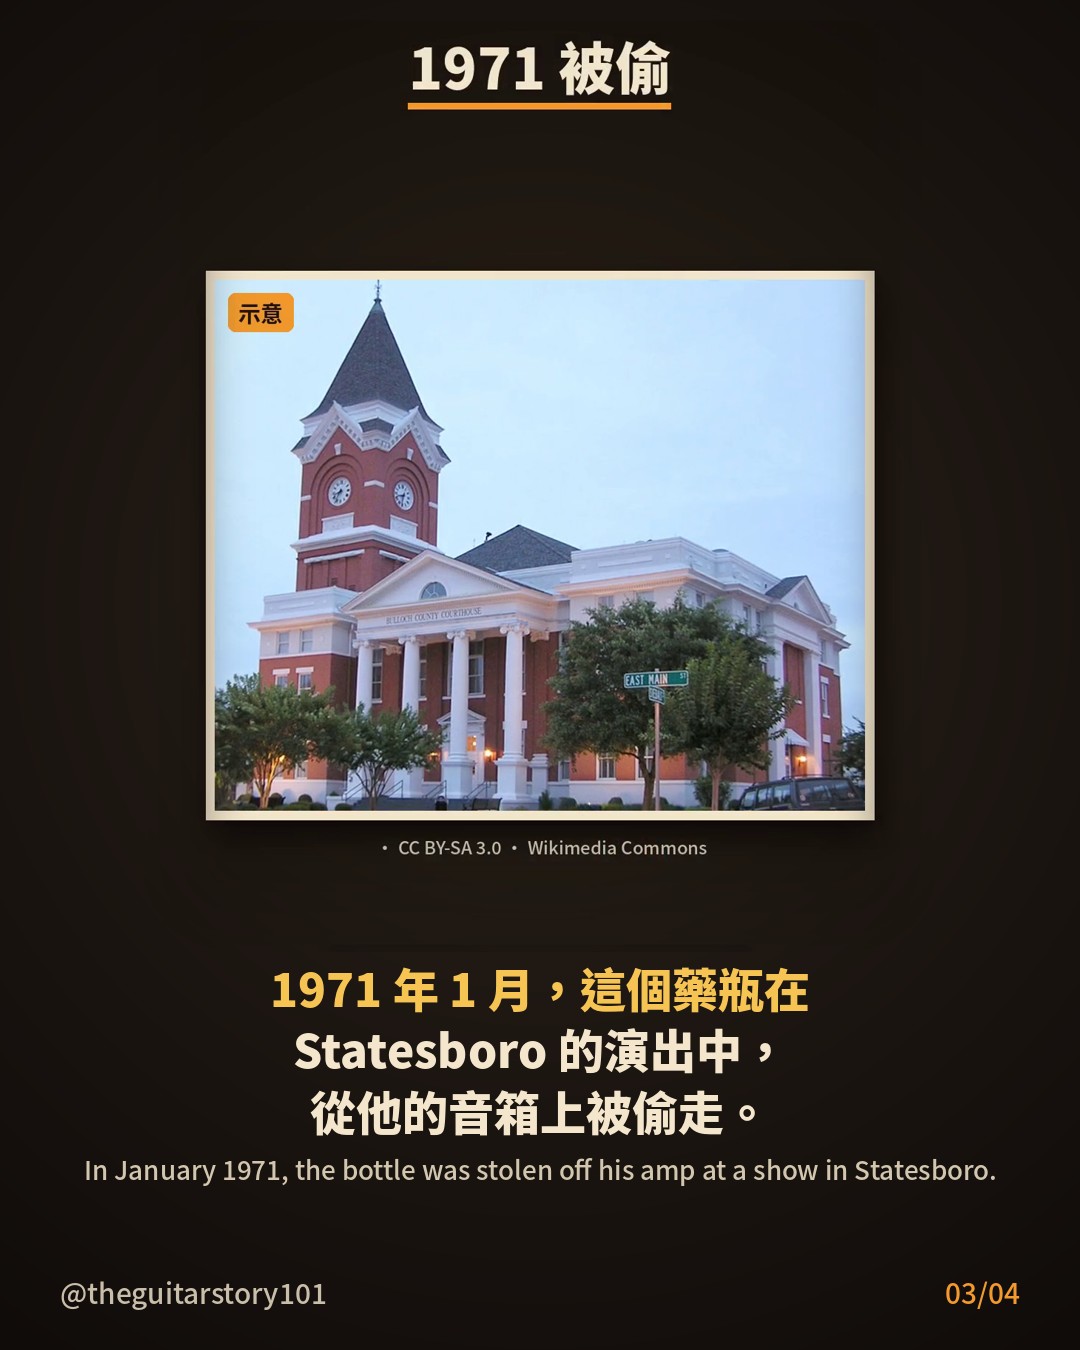 1971 被偷
示意
BULLOCH COUNTY COURTHOUSE
EAST MAIN ST
・ CC BY-SA 3.0 ・ Wikimedia Commons
1971 年 1 月，這個藥瓶在
Statesboro 的演出中，
從他的音箱上被偷走。
In January 1971, the bottle was stolen off his amp at a show in Statesboro.
@theguitarstory101
03/04